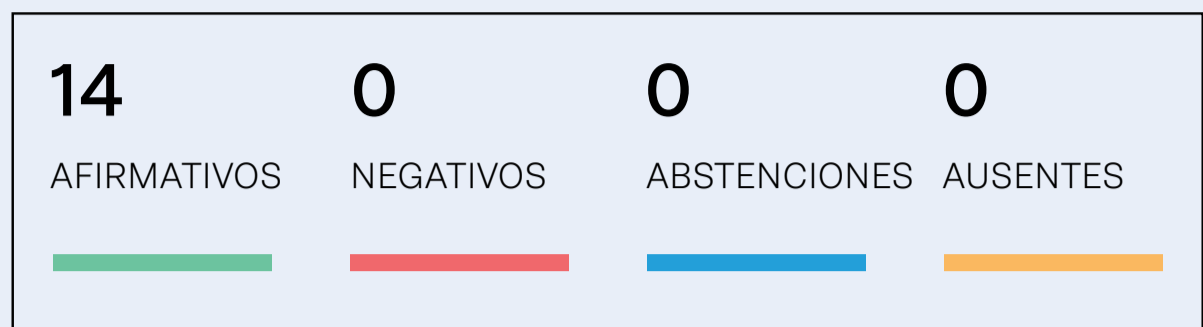 14 0 0 0
AFIRMATIVOS NEGATIVOS ABSTENCIONES AUSENTES